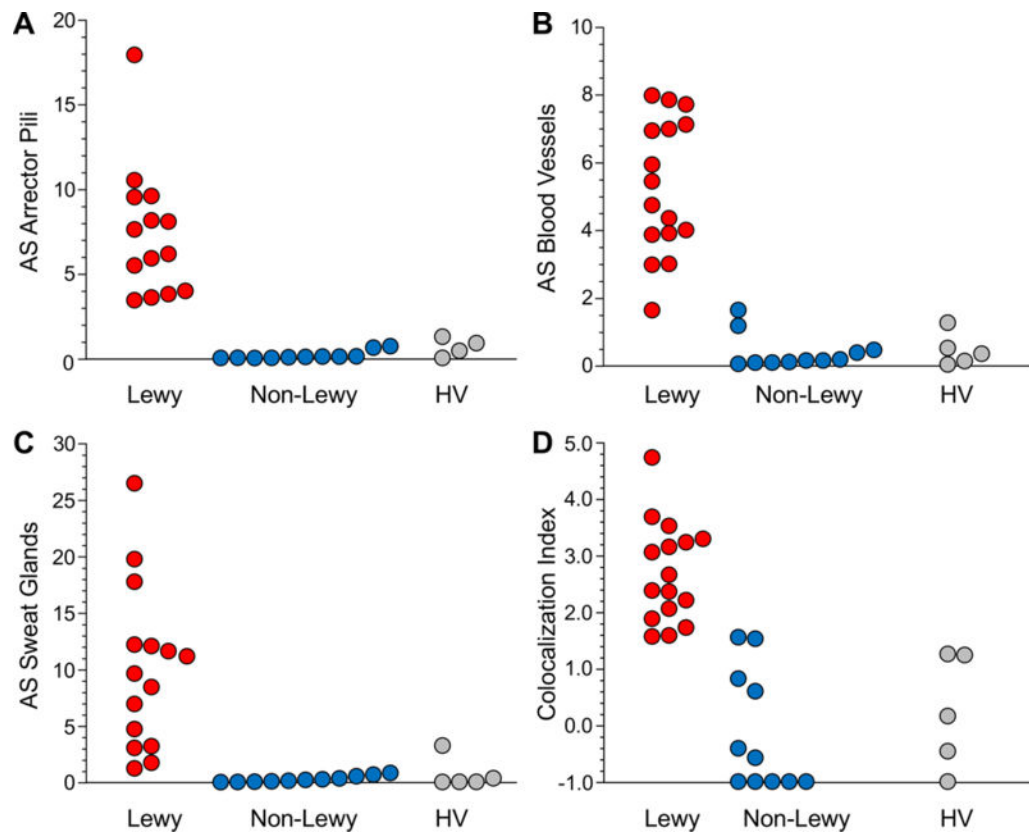 A
AS Arrector Pili
20
15
10
5
0
Lewy Non-Lewy HV
B
AS Blood Vessels
10
8
6
4
2
0
Lewy Non-Lewy HV
C
AS Sweat Glands
30
25
20
15
10
5
0
Lewy Non-Lewy HV
D
Colocalization Index
5.0
4.0
3.0
2.0
1.0
0.0
-1.0
Lewy Non-Lewy HV